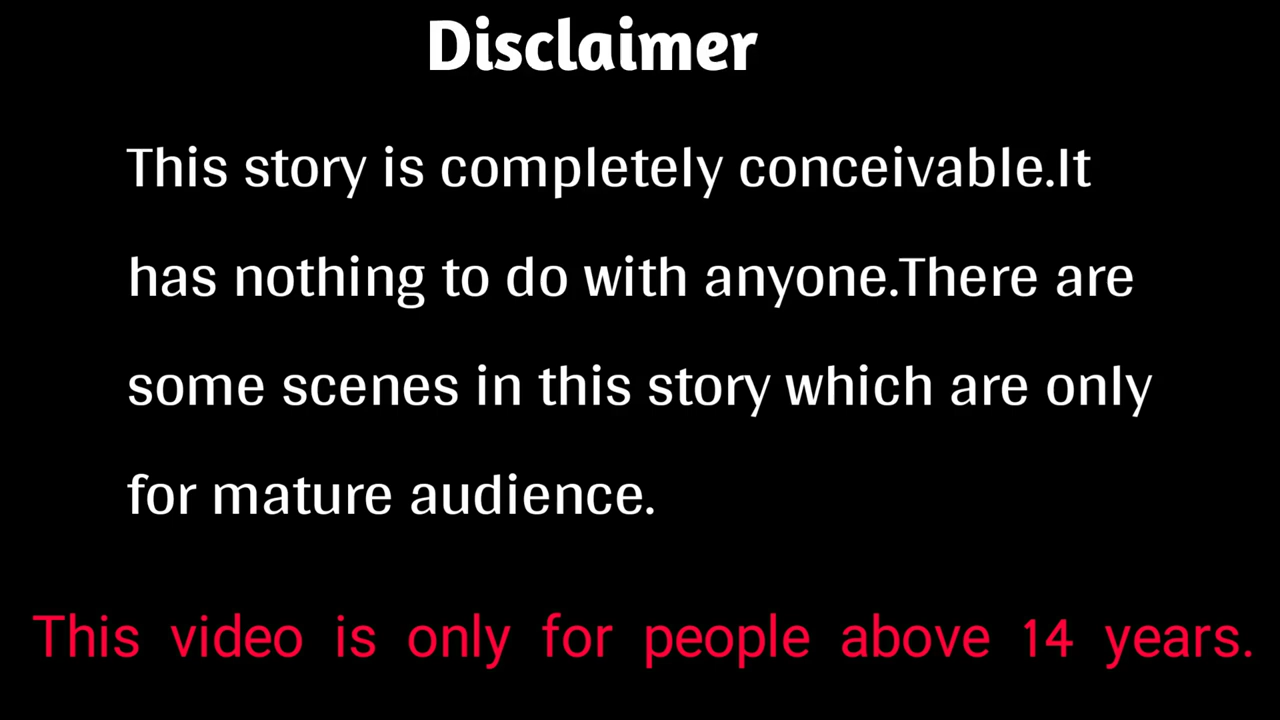 Disclaimer
This story is completely conceivable.It
has nothing to do with anyone.There are
some scenes in this story which are only
for mature audience.
This video is only for people above 14 years.